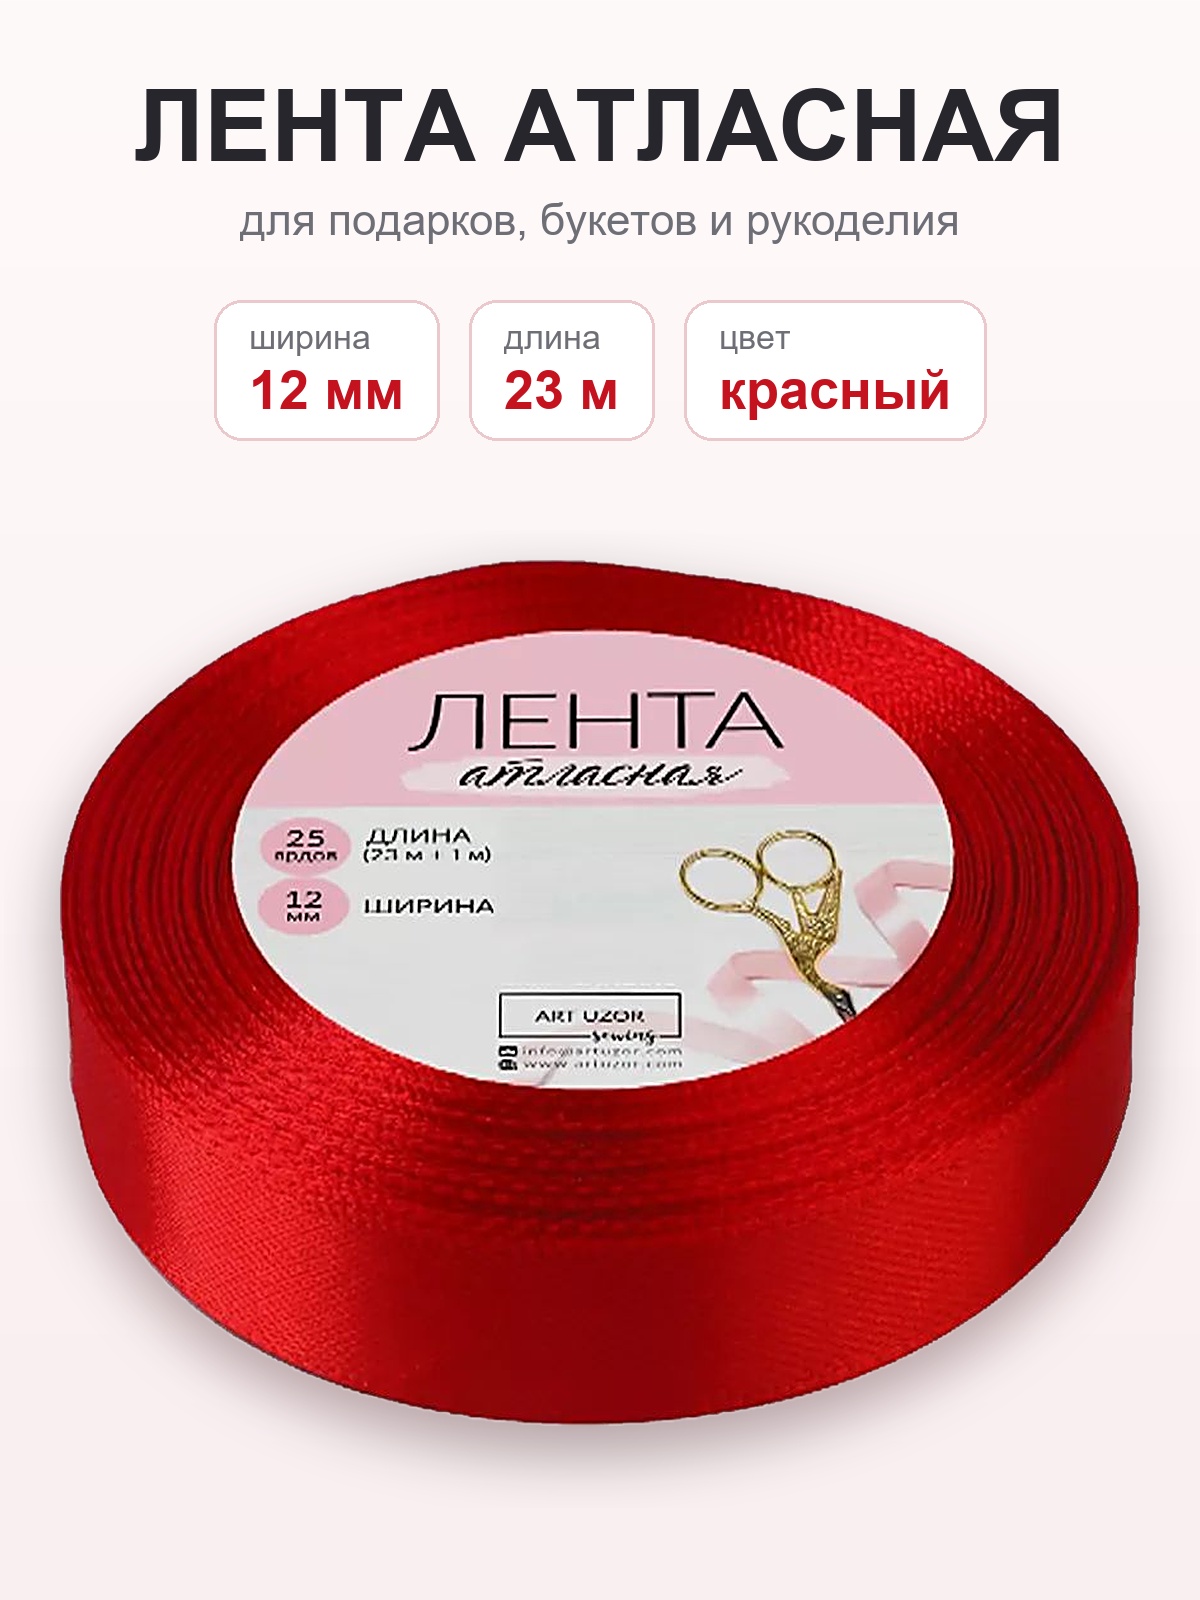 ЛЕНТА АТЛАСНАЯ
для подарков, букетов и рукоделия
ширина
12 мм
длина
23 м
цвет
красный
ЛЕНТА
атласная
25
ярдов
ДЛИНА
(23 м ± 1 м)
12
мм
ШИРИНА
ART UZOR
sewing
info@artuzor.com
www.artuzor.com